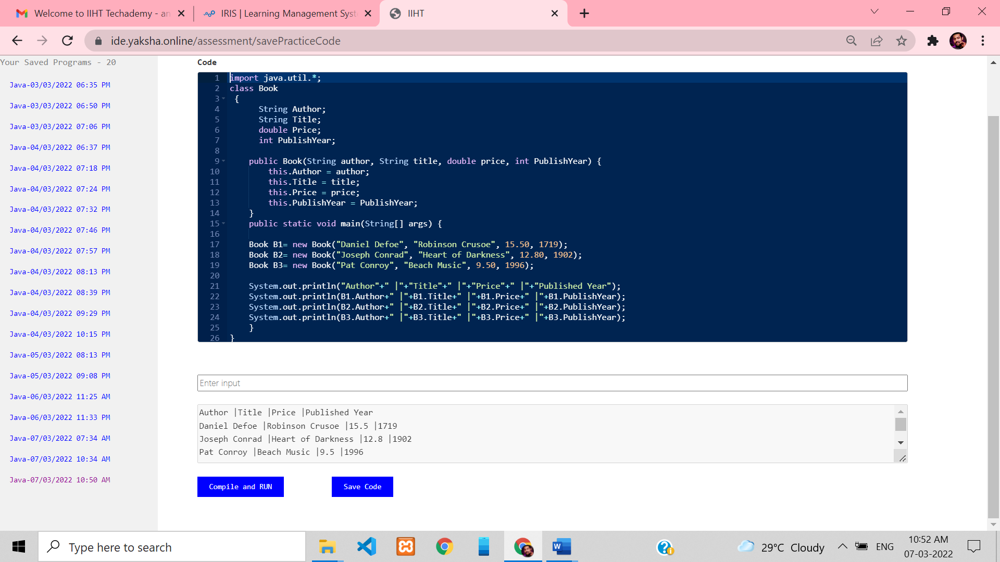 Welcome to IIHT Techademy - an
IRIS | Learning Management Syst
IIHT
ide.yaksha.online/assessment/savePracticeCode
Your Saved Programs - 20
Java-03/03/2022 06:35 PM
Java-03/03/2022 06:50 PM
Java-03/03/2022 07:06 PM
Java-04/03/2022 06:37 PM
Java-04/03/2022 07:18 PM
Java-04/03/2022 07:24 PM
Java-04/03/2022 07:32 PM
Java-04/03/2022 07:46 PM
Java-04/03/2022 07:57 PM
Java-04/03/2022 08:13 PM
Java-04/03/2022 08:39 PM
Java-04/03/2022 09:29 PM
Java-04/03/2022 10:15 PM
Java-05/03/2022 08:13 PM
Java-05/03/2022 09:08 PM
Java-06/03/2022 11:25 AM
Java-06/03/2022 11:33 PM
Java-07/03/2022 07:34 AM
Java-07/03/2022 10:34 AM
Java-07/03/2022 10:50 AM
Code
1 import java.util.*;
2 class Book
3 {
4 String Author;
5 String Title;
6 double Price;
7 int PublishYear;
8
9 public Book(String author, String title, double price, int PublishYear) {
10 this.Author = author;
11 this.Title = title;
12 this.Price = price;
13 this.PublishYear = PublishYear;
14 }
15 public static void main(String[] args) {
16
17 Book B1= new Book("Daniel Defoe", "Robinson Crusoe", 15.50, 1719);
18 Book B2= new Book("Joseph Conrad", "Heart of Darkness", 12.80, 1902);
19 Book B3= new Book("Pat Conroy", "Beach Music", 9.50, 1996);
20
21 System.out.println("Author"+" |"+"Title"+" |"+"Price"+" |"+"Published Year");
22 System.out.println(B1.Author+" |"+B1.Title+" |"+B1.Price+" |"+B1.PublishYear);
23 System.out.println(B2.Author+" |"+B2.Title+" |"+B2.Price+" |"+B2.PublishYear);
24 System.out.println(B3.Author+" |"+B3.Title+" |"+B3.Price+" |"+B3.PublishYear);
25 }
26 }
Enter input
Author |Title |Price |Published Year
Daniel Defoe |Robinson Crusoe |15.5 |1719
Joseph Conrad |Heart of Darkness |12.8 |1902
Pat Conroy |Beach Music |9.5 |1996
Compile and RUN
Save Code
Type here to search
W
29°C Cloudy
ENG
10:52 AM
07-03-2022